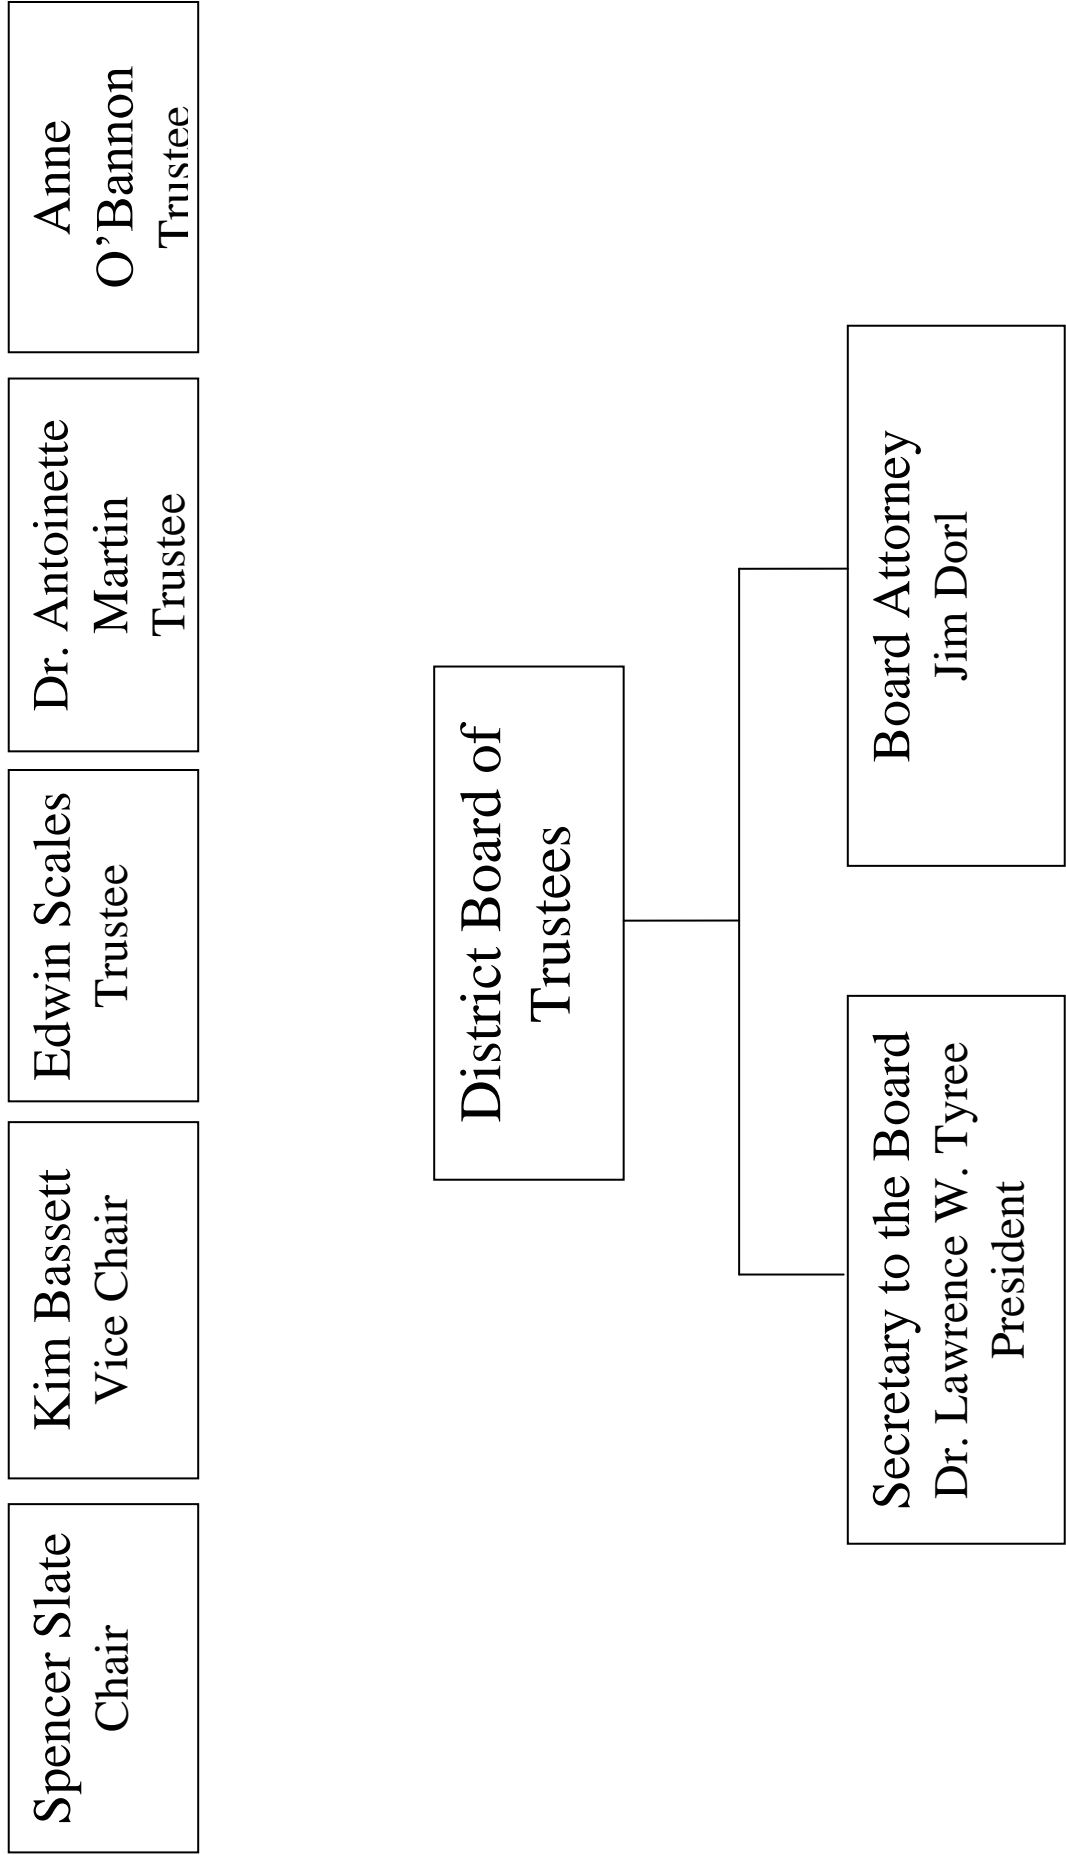 Spencer Slate
Chair
Kim Bassett
Vice Chair
Edwin Scales
Trustee
Dr. Antoinette
Martin
Trustee
Anne
O’Bannon
Trustee
District Board of
Trustees
Secretary to the Board
Dr. Lawrence W. Tyree
President
Board Attorney
Jim Dorl